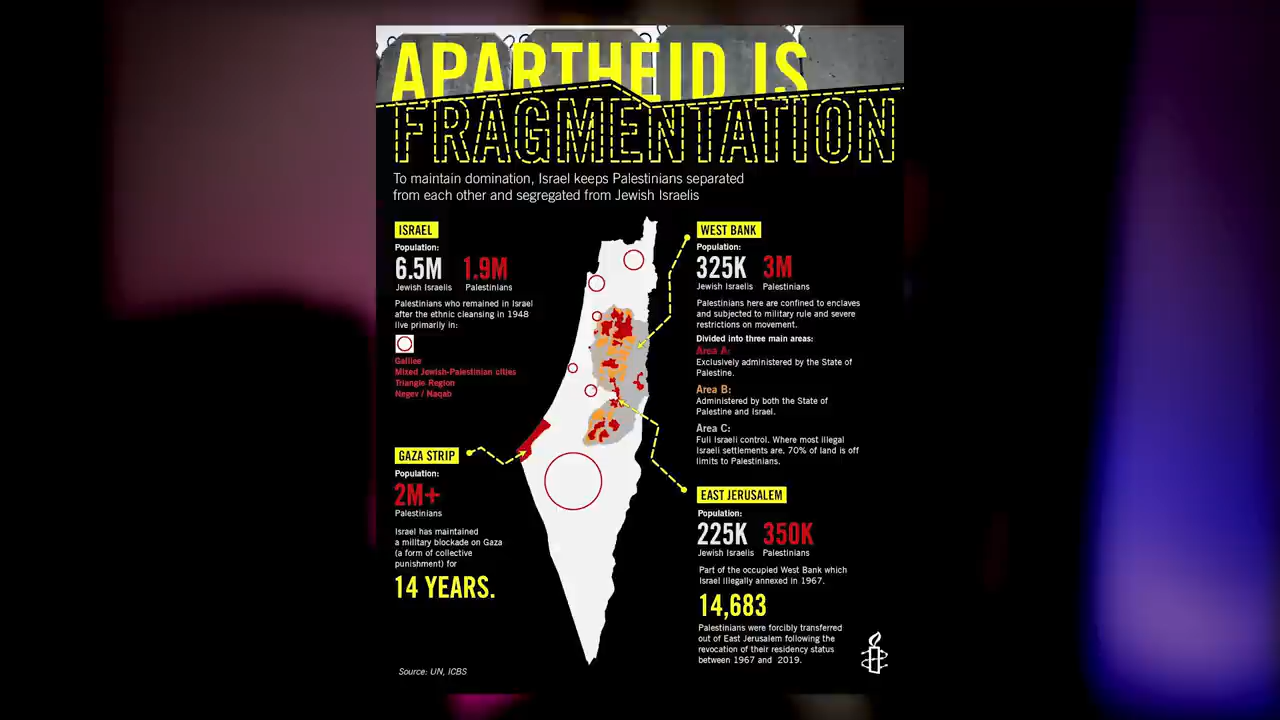 APARTHEID IS
FRAGMENTATION
To maintain domination, Israel keeps Palestinians separated
from each other and segregated from Jewish Israelis
ISRAEL
Population:
6.5M 1.9M
Jewish Israelis Palestinians
Palestinians who remained in Israel
after the ethnic cleansing in 1948
live primarily in:
Galilee
Mixed Jewish-Palestinian cities
Triangle Region
Negev / Naqab
GAZA STRIP
Population:
2M+
Palestinians
Israel has maintained
a military blockade on Gaza
(a form of collective
punishment) for
14 YEARS.
Source: UN, ICBS
WEST BANK
Population:
325K 3M
Jewish Israelis Palestinians
Palestinians here are confined to enclaves
and subjected to military rule and severe
restrictions on movement.
Divided into three main areas:
Area A:
Exclusively administered by the State of
Palestine.
Area B:
Administered by both the State of
Palestine and Israel.
Area C:
Full Israeli control. Where most illegal
Israeli settlements are, 70% of land is off
limits to Palestinians.
EAST JERUSALEM
Population:
225K 350K
Jewish Israelis Palestinians
Part of the occupied West Bank which
Israel illegally annexed in 1967.
14,683
Palestinians were forcibly transferred
out of East Jerusalem following the
revocation of their residency status
between 1967 and 2019.